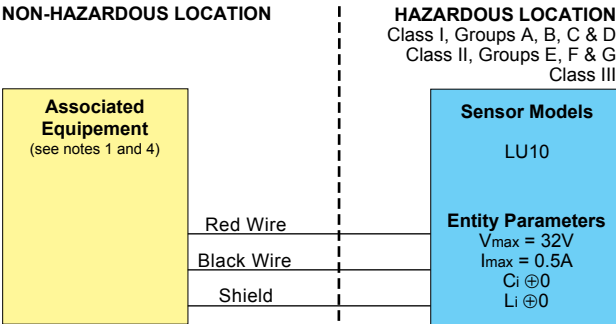 NON-HAZARDOUS LOCATION
HAZARDOUS LOCATION
Class I, Groups A, B, C & D
Class II, Groups E, F & G
Class III
Associated
Equipement
(see notes 1 and 4)
Red Wire
Black Wire
Shield
Sensor Models
LU10
Entity Parameters
Vmax = 32V
Imax = 0.5A
Ci ⊕0
Li ⊕0